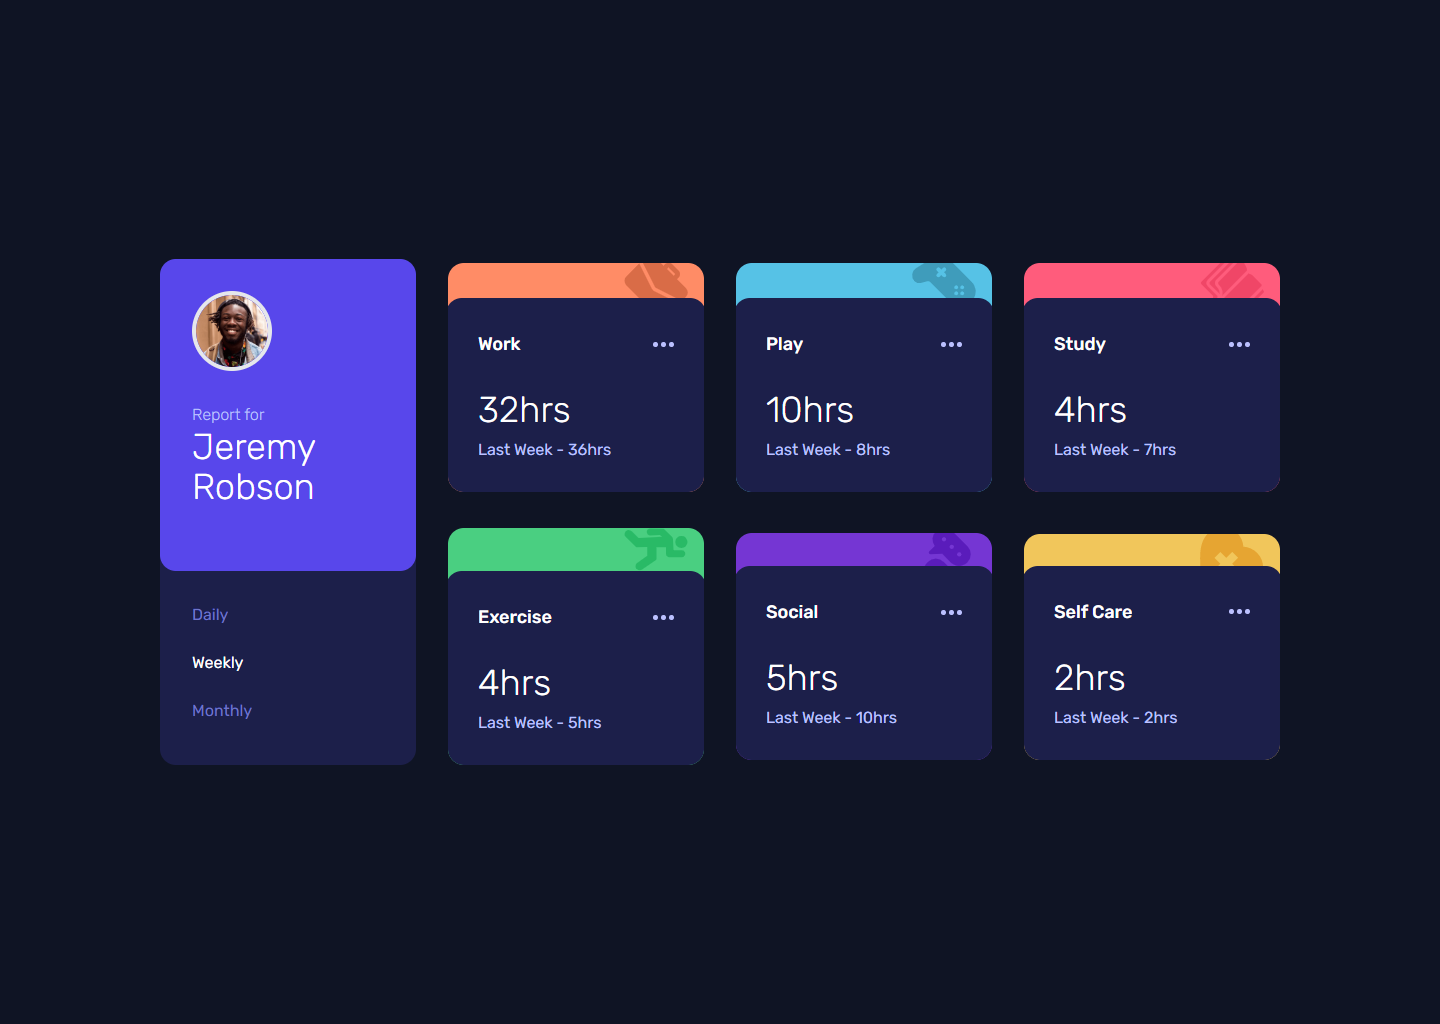 Report for
Jeremy
Robson
Daily
Weekly
Monthly
Work
32hrs
Last Week - 36hrs
Play
10hrs
Last Week - 8hrs
Study
4hrs
Last Week - 7hrs
Exercise
4hrs
Last Week - 5hrs
Social
5hrs
Last Week - 10hrs
Self Care
2hrs
Last Week - 2hrs